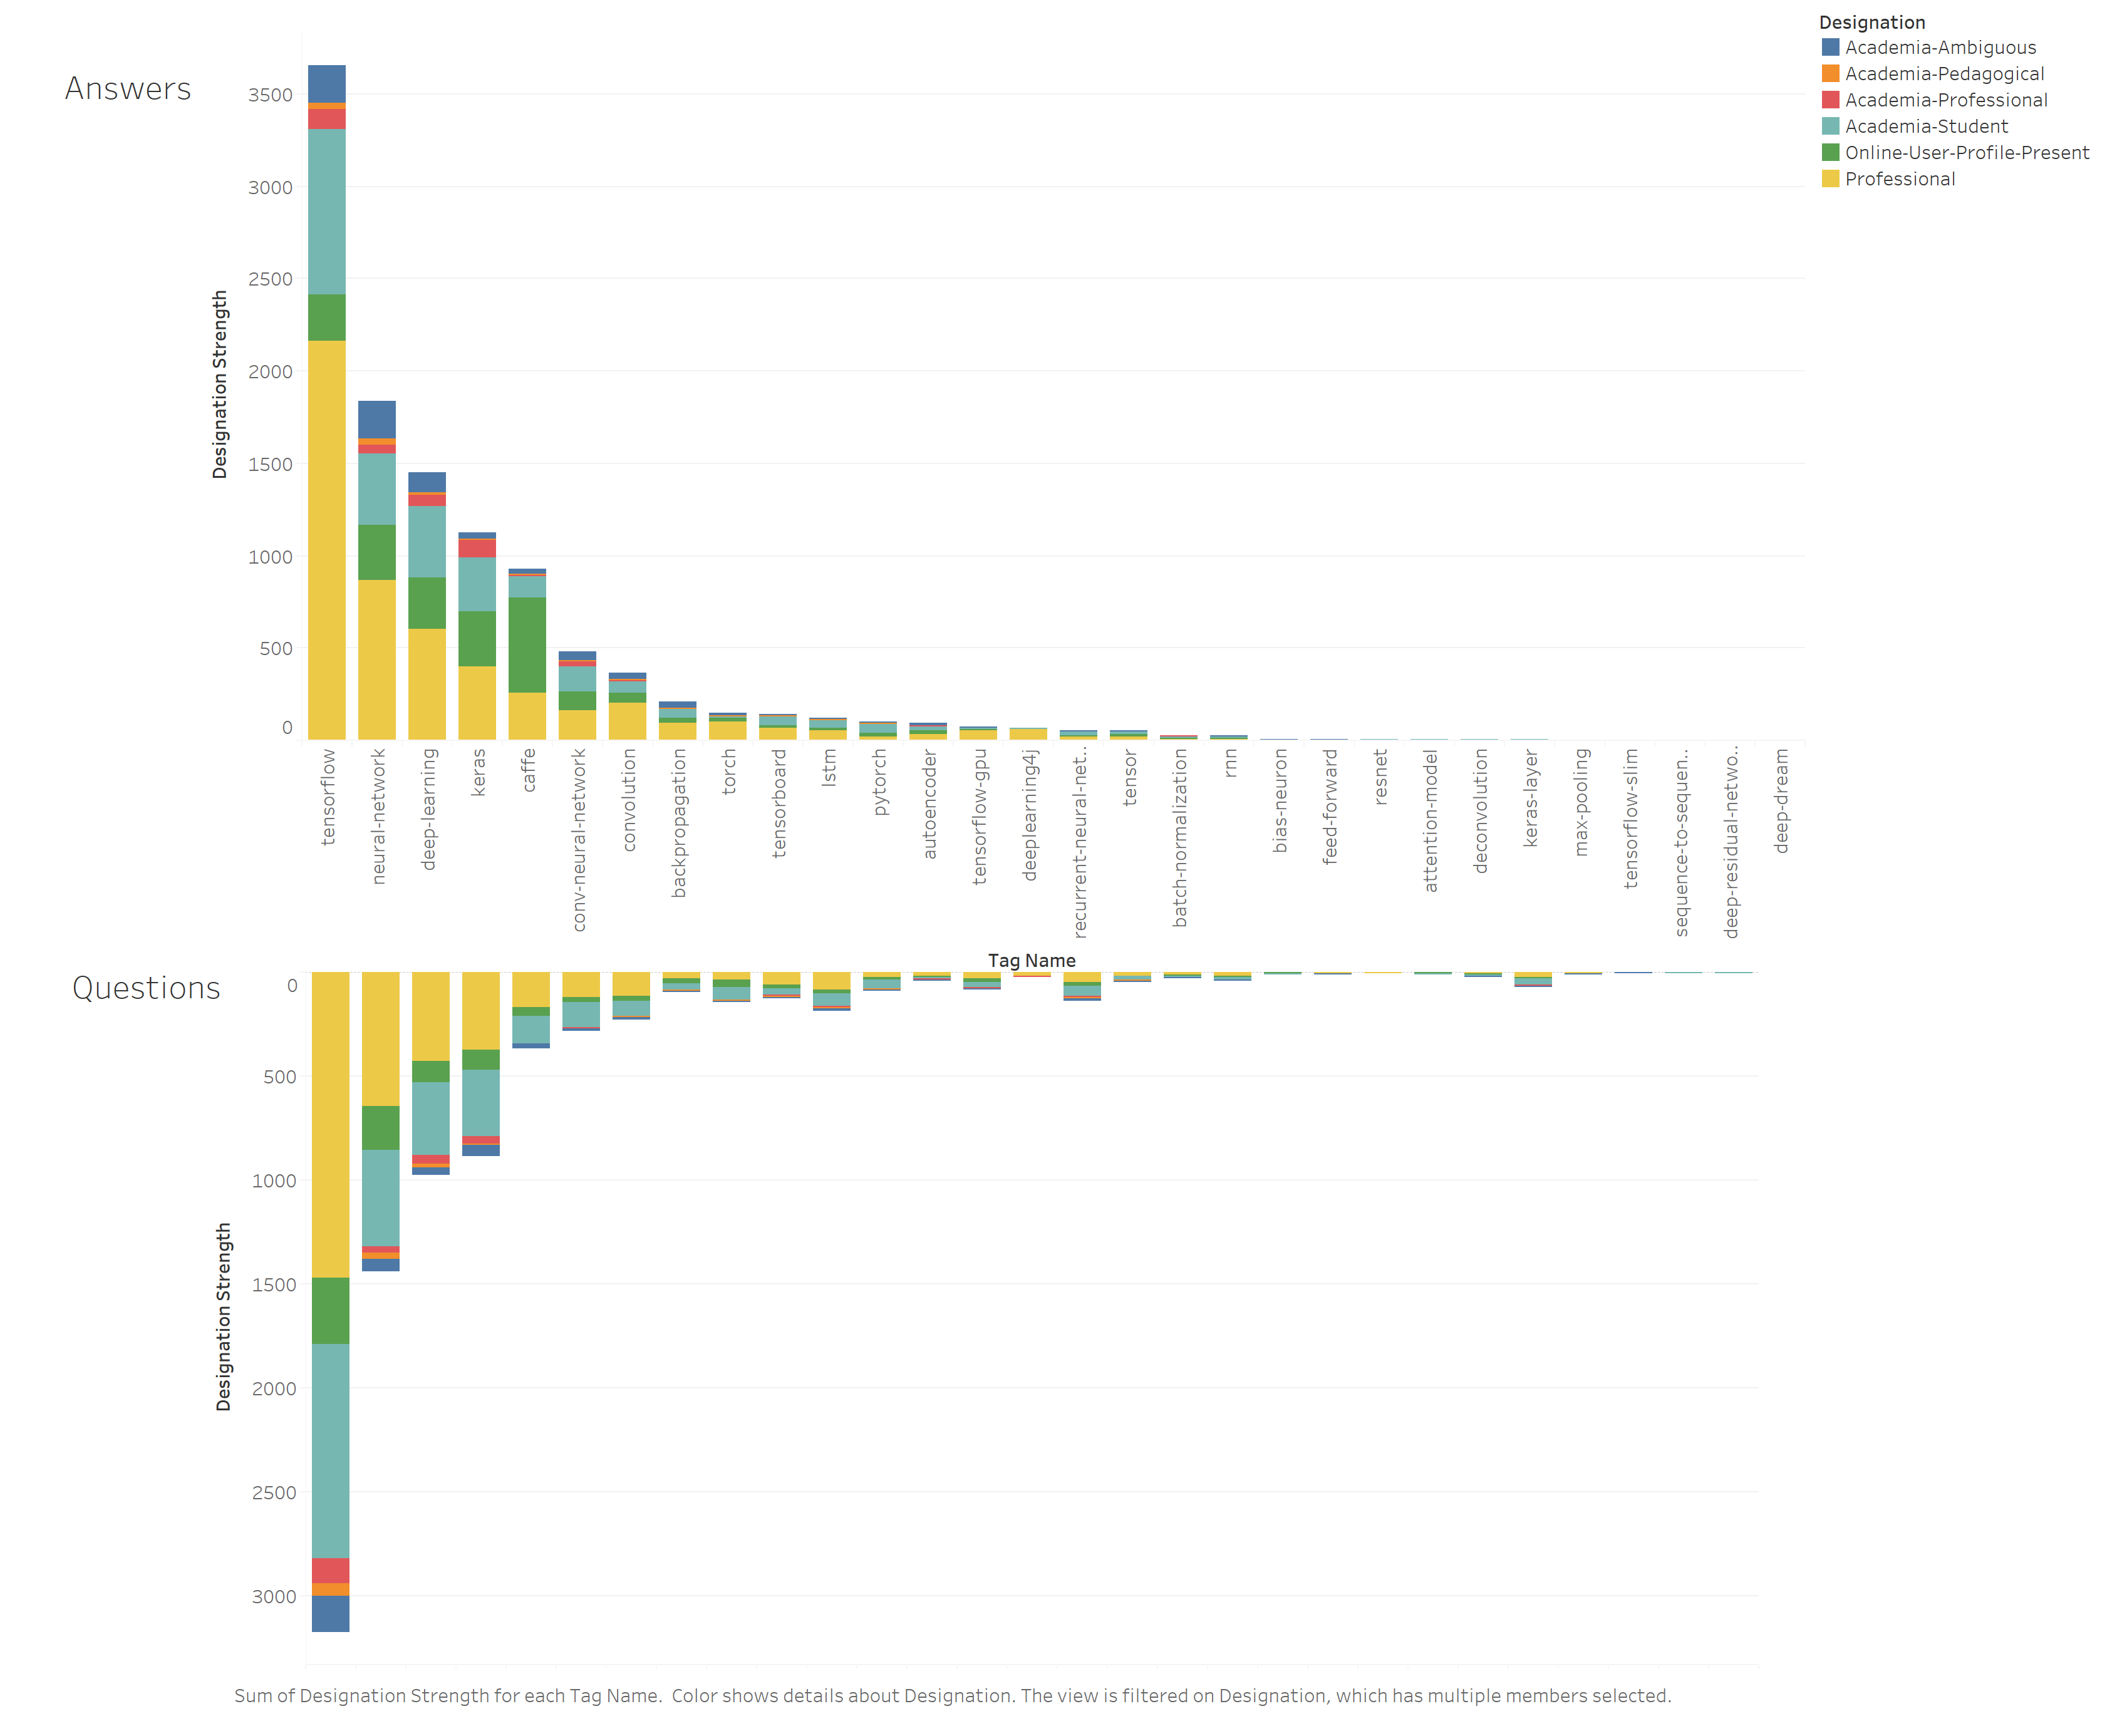 Designation
Academia-Ambiguous
Academia-Pedagogical
Academia-Professional
Academia-Student
Online-User-Profile-Present
Professional
Answers
Designation Strength
3500
3000
2500
2000
1500
1000
500
0
tensorflow
neural-network
deep-learning
keras
caffe
conv-neural-network
convolution
backpropagation
torch
tensorboard
lstm
pytorch
autoencoder
tensorflow-gpu
deeplearning4j
recurrent-neural-net..
tensor
batch-normalization
rnn
bias-neuron
feed-forward
resnet
attention-model
deconvolution
keras-layer
max-pooling
tensorflow-slim
sequence-to-sequen..
deep-residual-netwo..
deep-dream
Tag Name
Questions
Designation Strength
0
500
1000
1500
2000
2500
3000
Sum of Designation Strength for each Tag Name. Color shows details about Designation. The view is filtered on Designation, which has multiple members selected.